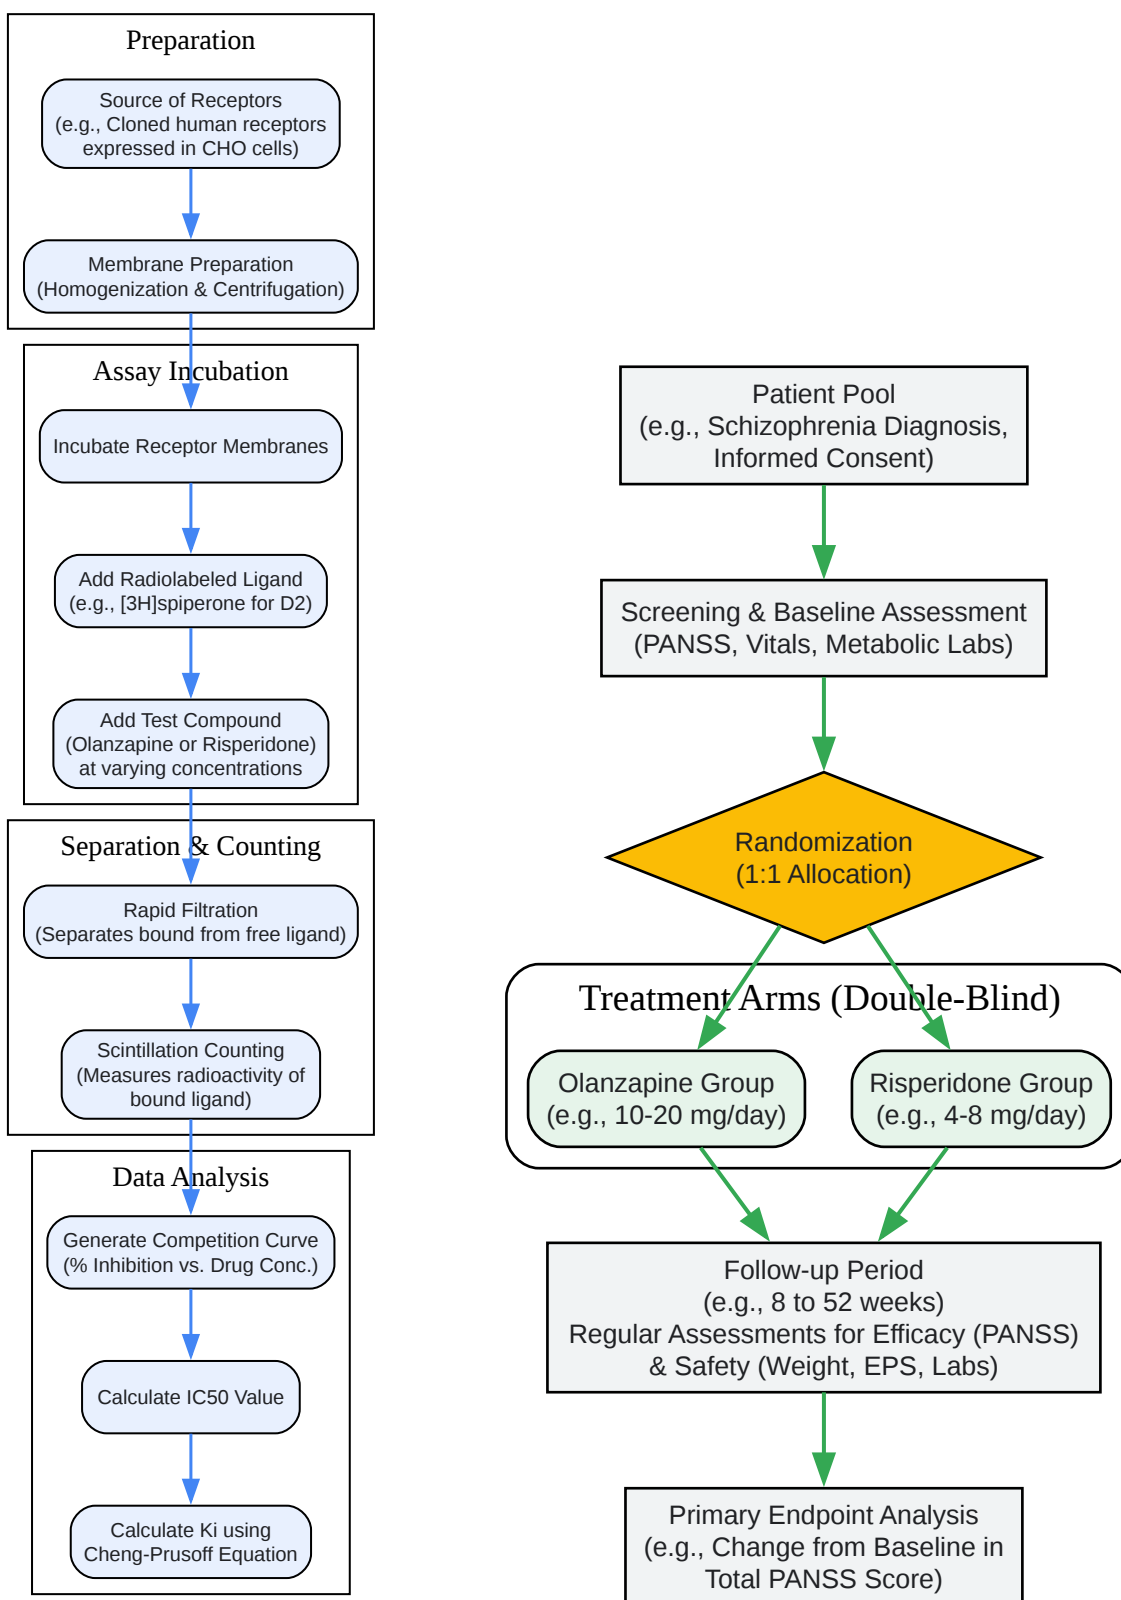 Preparation
Source of Receptors
(e.g., Cloned human receptors
expressed in CHO cells)
Membrane Preparation
(Homogenization & Centrifugation)
Assay Incubation
Incubate Receptor Membranes
Add Radiolabeled Ligand
(e.g., [3H]spiperone for D2)
Add Test Compound
(Olanzapine or Risperidone)
at varying concentrations
Separation & Counting
Rapid Filtration
(Separates bound from free ligand)
Scintillation Counting
(Measures radioactivity of
bound ligand)
Data Analysis
Generate Competition Curve
(% Inhibition vs. Drug Conc.)
Calculate IC50 Value
Calculate Ki using
Cheng-Prusoff Equation
Patient Pool
(e.g., Schizophrenia Diagnosis,
Informed Consent)
Screening & Baseline Assessment
(PANSS, Vitals, Metabolic Labs)
Randomization
(1:1 Allocation)
Treatment Arms (Double-Blind)
Olanzapine Group
(e.g., 10-20 mg/day)
Risperidone Group
(e.g., 4-8 mg/day)
Follow-up Period
(e.g., 8 to 52 weeks)
Regular Assessments for Efficacy (PANSS)
& Safety (Weight, EPS, Labs)
Primary Endpoint Analysis
(e.g., Change from Baseline in
Total PANSS Score)